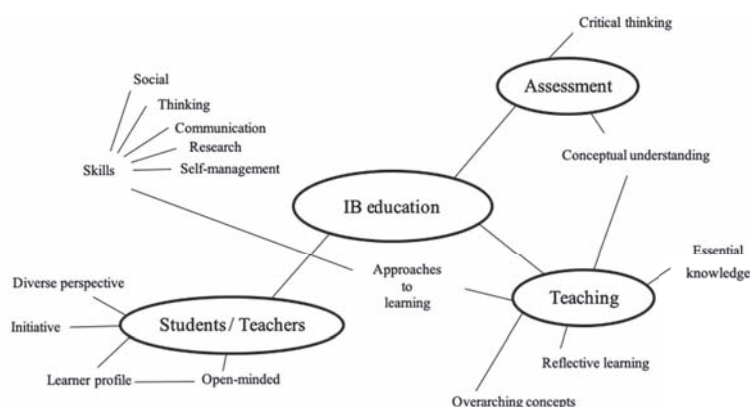 Critical thinking
Social
Assessment
Thinking
Communication
Research
Conceptual understanding
Skills
Self-management
IB education
Essential
knowledge
Approaches
to
learning
Diverse perspective
Teaching
Initiative
Students / Teachers
Reflective learning
Learner profile
Open-minded
Overarching concepts